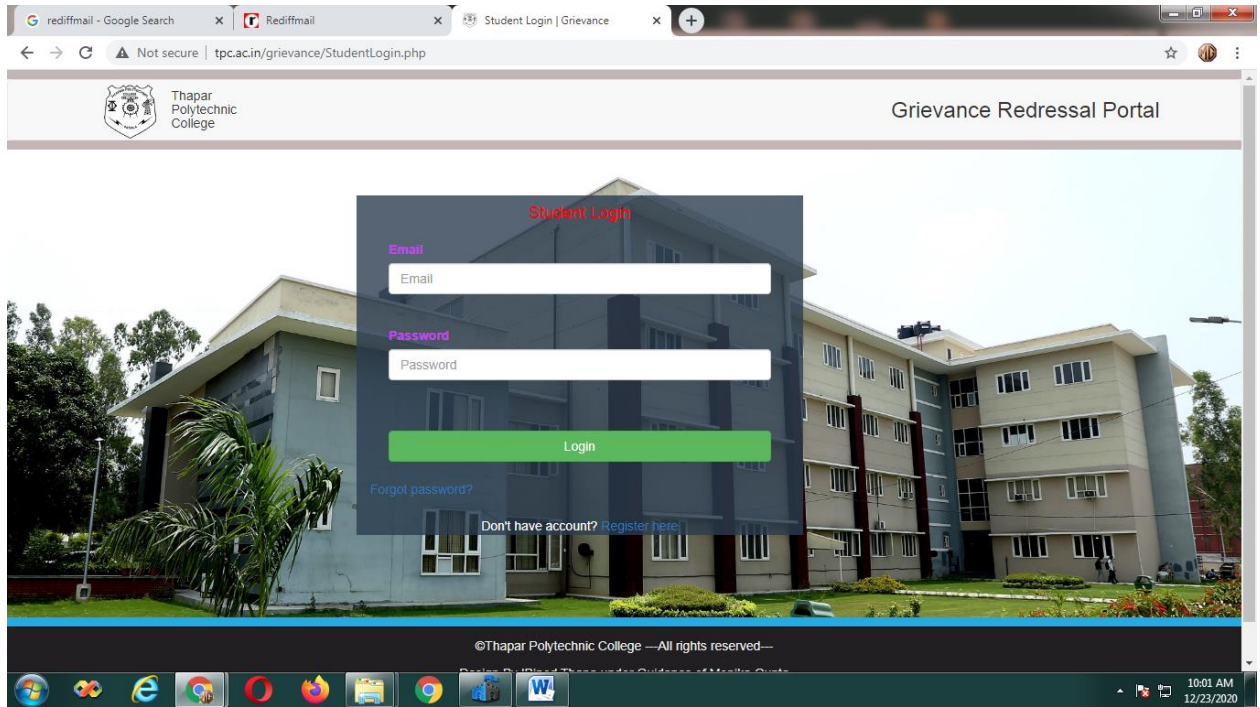 rediffmail - Google Search
Rediffmail
Student Login | Grievance
Not secure | tpc.ac.in/grievance/StudentLogin.php
Thapar
Polytechnic
College
Grievance Redressal Portal
Student Login
Email
Email
Password
Password
Login
Forgot password?
Don't have account? Register here
©Thapar Polytechnic College ---All rights reserved---
10:01 AM
12/23/2020